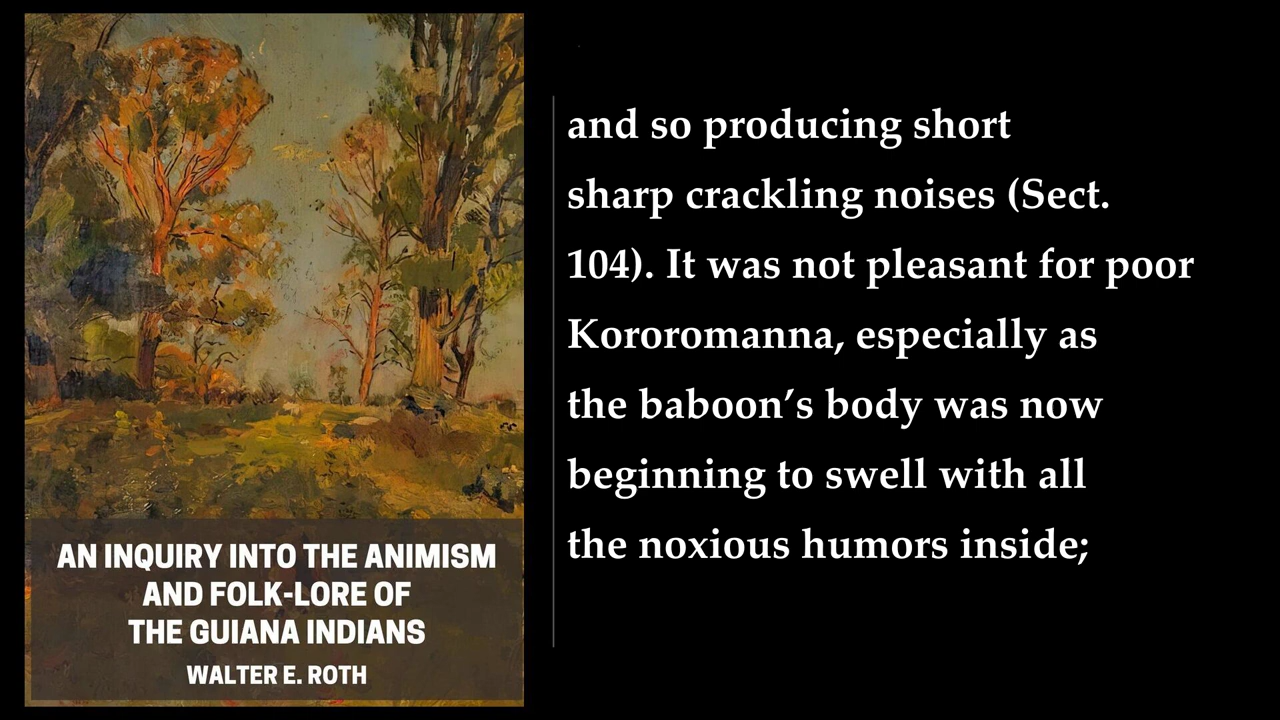 AN INQUIRY INTO THE ANIMISM
AND FOLK-LORE OF
THE GUIANA INDIANS
WALTER E. ROTH
and so producing short
sharp crackling noises (Sect.
104). It was not pleasant for poor
Kororomanna, especially as
the baboon’s body was now
beginning to swell with all
the noxious humors inside;